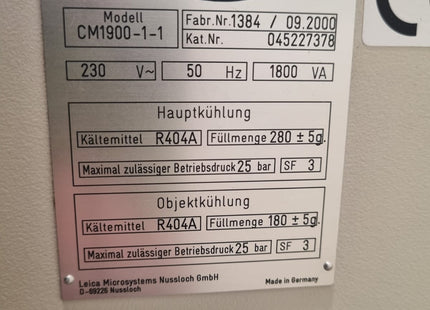 Modell
CM1900-1-1
Fabr.Nr. 1384 / 09.2000
Kat.Nr. 045227378
230 V~ 50 Hz 1800 VA
Hauptkühlung
Kältemittel R404A Füllmenge 280 ± 5g.
Maximal zulässiger Betriebsdruck 25 bar SF 3
Objektkühlung
Kältemittel R404A Füllmenge 180 ± 5g.
Maximal zulässiger Betriebsdruck 25 bar SF 3
Leica Microsystems Nussloch GmbH
D-69226 Nussloch
Made in Germany